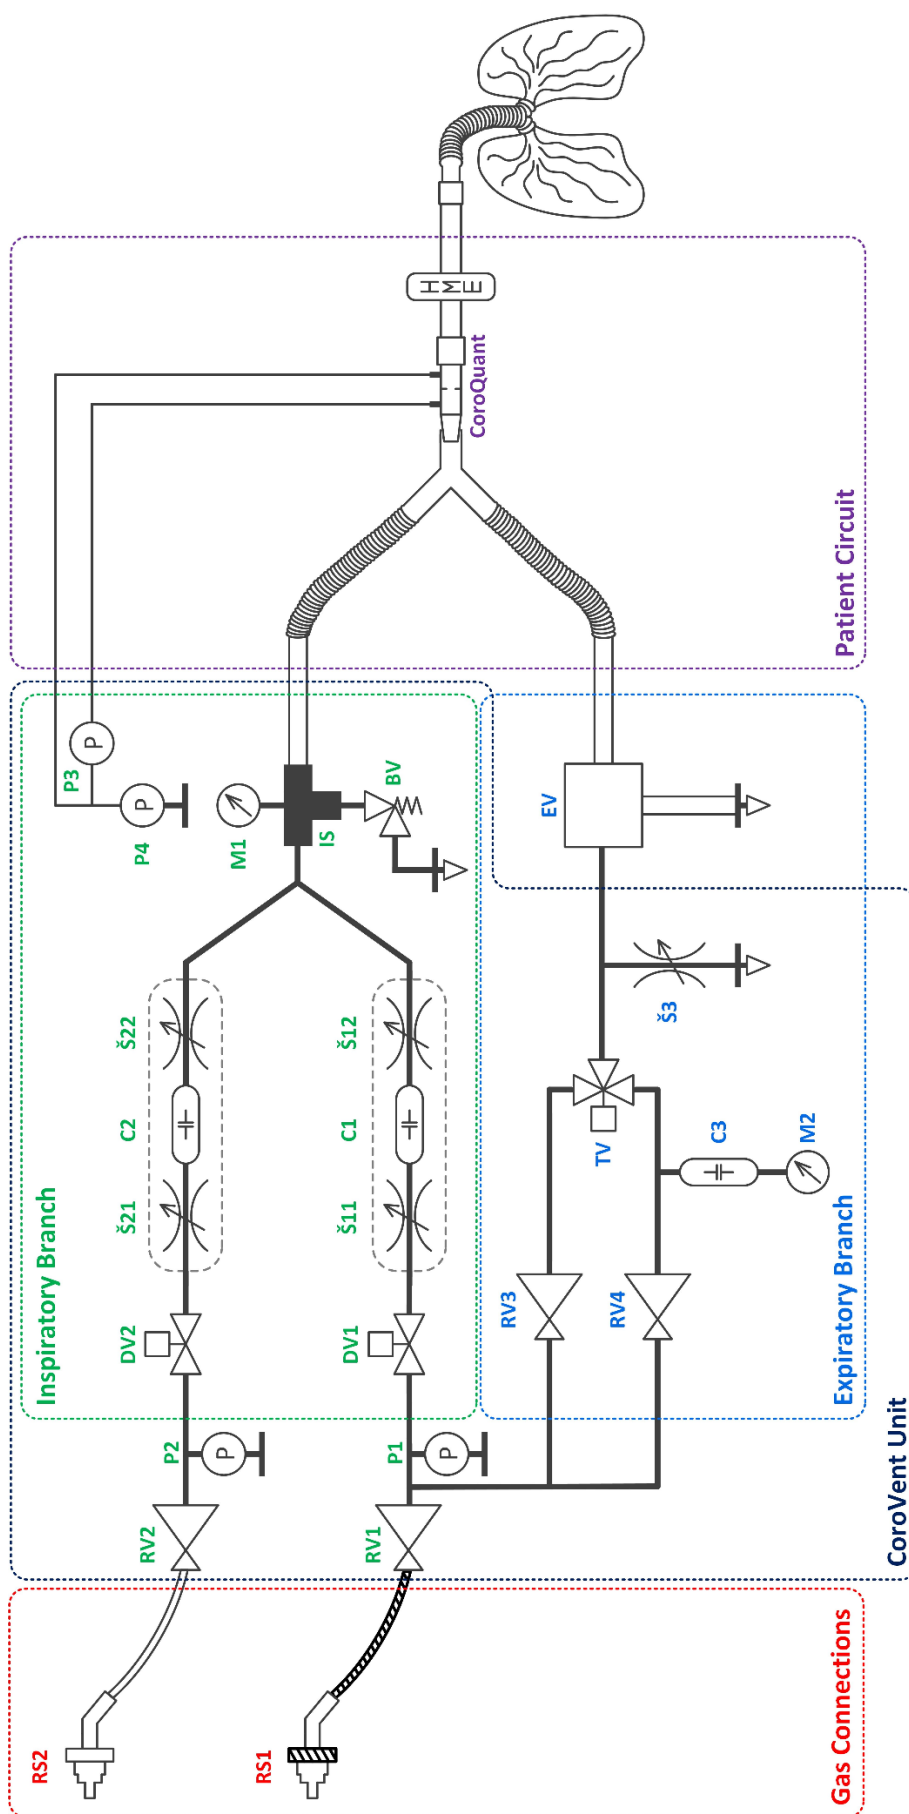 RS2
RS1
Gas Connections
RV2
P2
P
RV1
P1
P
CoroVent Unit
Inspiratory Branch
DV2
Š21
C2
Š22
DV1
Š11
C1
Š12
P4
P
P3
P
M1
IS
BV
Expiratory Branch
RV3
RV4
TV
C3
M2
Š3
EV
Patient Circuit
CoroQuant
HME